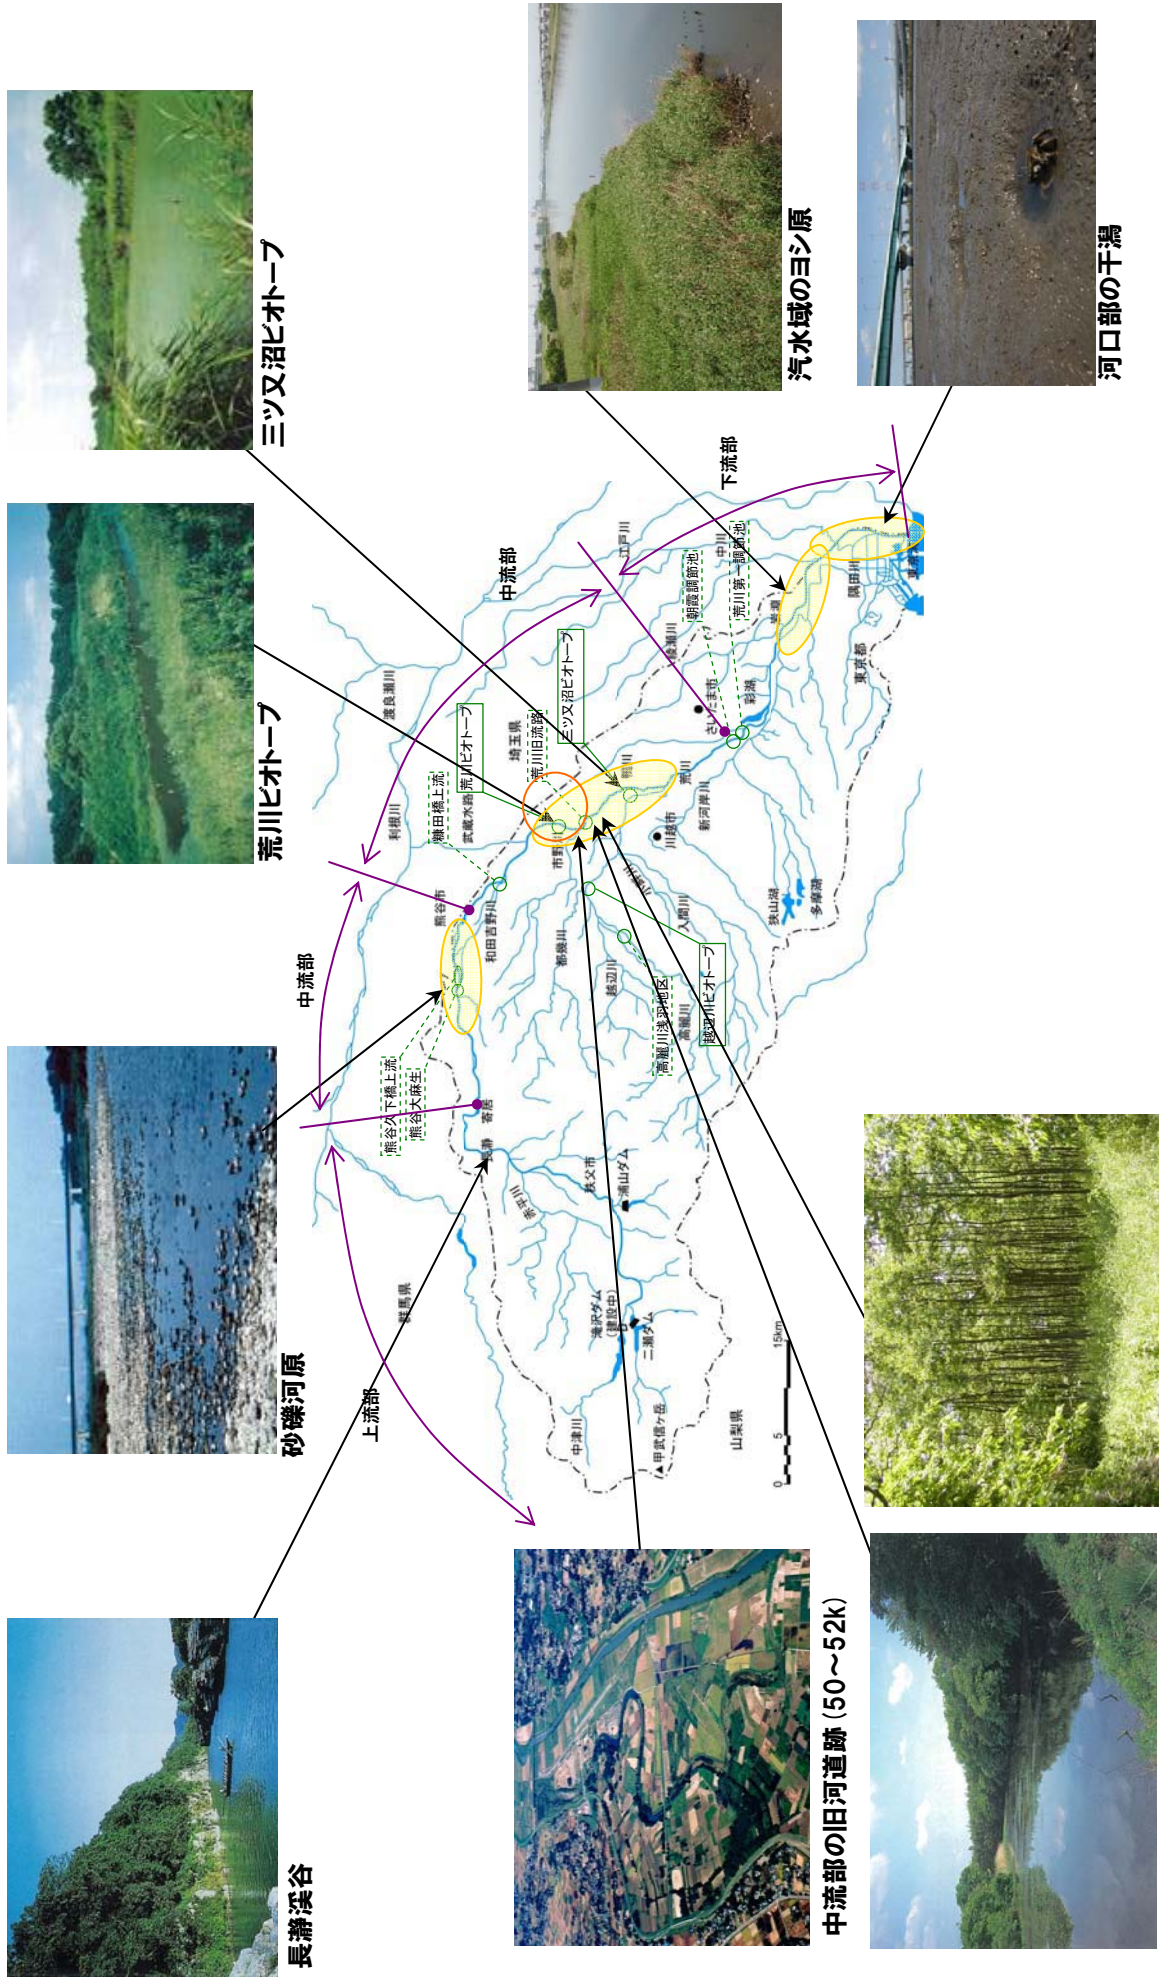 長瀞渓谷
砂礫河原
荒川ビオトープ
三ツ又沼ビオトープ
上流部
中流部
中流部
下流部
群馬県
熊谷久下橋上流
熊谷大麻生
熊谷市
利根川
渡良瀬川
糠田橋上流
武蔵水路
荒川ビオトープ
埼玉県
荒川旧流路
三ツ又沼ビオトープ
江戸川
中川
綾瀬川
朝霞調節池
荒川第一調節池
さいたま市
彩湖
隅田川
東京都
寄居
赤平川
秩父市
浦山ダム
滝沢ダム
(建設中)
二瀬ダム
中津川
甲武信ヶ岳
山梨県
和田吉野川
市野川
都幾川
越辺川
高麗川浅羽地区
高麗川
越辺川ビオトープ
入間川
川越市
荒川
新河岸川
狭山湖
多摩湖
0 5 15km
汽水域のヨシ原
河口部の干潟
中流部の旧河道跡(50～52k)